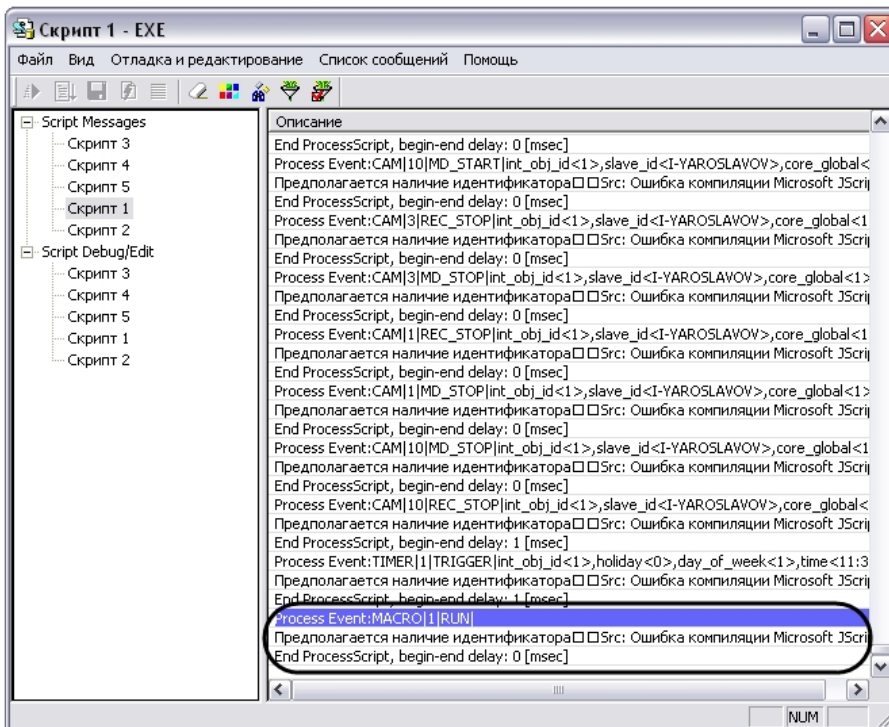 Скрипт 1 - EXE
Файл Вид Отладка и редактирование Список сообщений Помощь
Script Messages
Скрипт 3
Скрипт 4
Скрипт 5
Скрипт 1
Скрипт 2
Script Debug/Edit
Скрипт 3
Скрипт 4
Скрипт 5
Скрипт 1
Скрипт 2
Описание
End ProcessScript, begin-end delay: 0 [msec]
Process Event:CAM|10|MD_START|int_obj_id<1>,slave_id<I-YAROSLAVOV>,core_global<
Предполагается наличие идентификатора□□Src: Ошибка компиляции Microsoft JScrip
End ProcessScript, begin-end delay: 0 [msec]
Process Event:CAM|3|REC_STOP|int_obj_id<1>,slave_id<I-YAROSLAVOV>,core_global<1
Предполагается наличие идентификатора□□Src: Ошибка компиляции Microsoft JScrip
End ProcessScript, begin-end delay: 0 [msec]
Process Event:CAM|3|MD_STOP|int_obj_id<1>,slave_id<I-YAROSLAVOV>,core_global<1>
Предполагается наличие идентификатора□□Src: Ошибка компиляции Microsoft JScrip
End ProcessScript, begin-end delay: 0 [msec]
Process Event:CAM|1|REC_STOP|int_obj_id<1>,slave_id<I-YAROSLAVOV>,core_global<1
Предполагается наличие идентификатора□□Src: Ошибка компиляции Microsoft JScrip
End ProcessScript, begin-end delay: 0 [msec]
Process Event:CAM|1|MD_STOP|int_obj_id<1>,slave_id<I-YAROSLAVOV>,core_global<1>
Предполагается наличие идентификатора□□Src: Ошибка компиляции Microsoft JScrip
End ProcessScript, begin-end delay: 0 [msec]
Process Event:CAM|10|MD_STOP|int_obj_id<1>,slave_id<I-YAROSLAVOV>,core_global<1
Предполагается наличие идентификатора□□Src: Ошибка компиляции Microsoft JScrip
End ProcessScript, begin-end delay: 0 [msec]
Process Event:CAM|10|REC_STOP|int_obj_id<1>,slave_id<I-YAROSLAVOV>,core_global<
Предполагается наличие идентификатора□□Src: Ошибка компиляции Microsoft JScrip
End ProcessScript, begin-end delay: 1 [msec]
Process Event:TIMER|1|TRIGGER|int_obj_id<1>,holiday<0>,day_of_week<1>,time<11:3
Предполагается наличие идентификатора□□Src: Ошибка компиляции Microsoft JScrip
End ProcessScript, begin-end delay: 1 [msec]
Process Event:MACRO|1|RUN|
Предполагается наличие идентификатора□□Src: Ошибка компиляции Microsoft JScri
End ProcessScript, begin-end delay: 0 [msec]
NUM